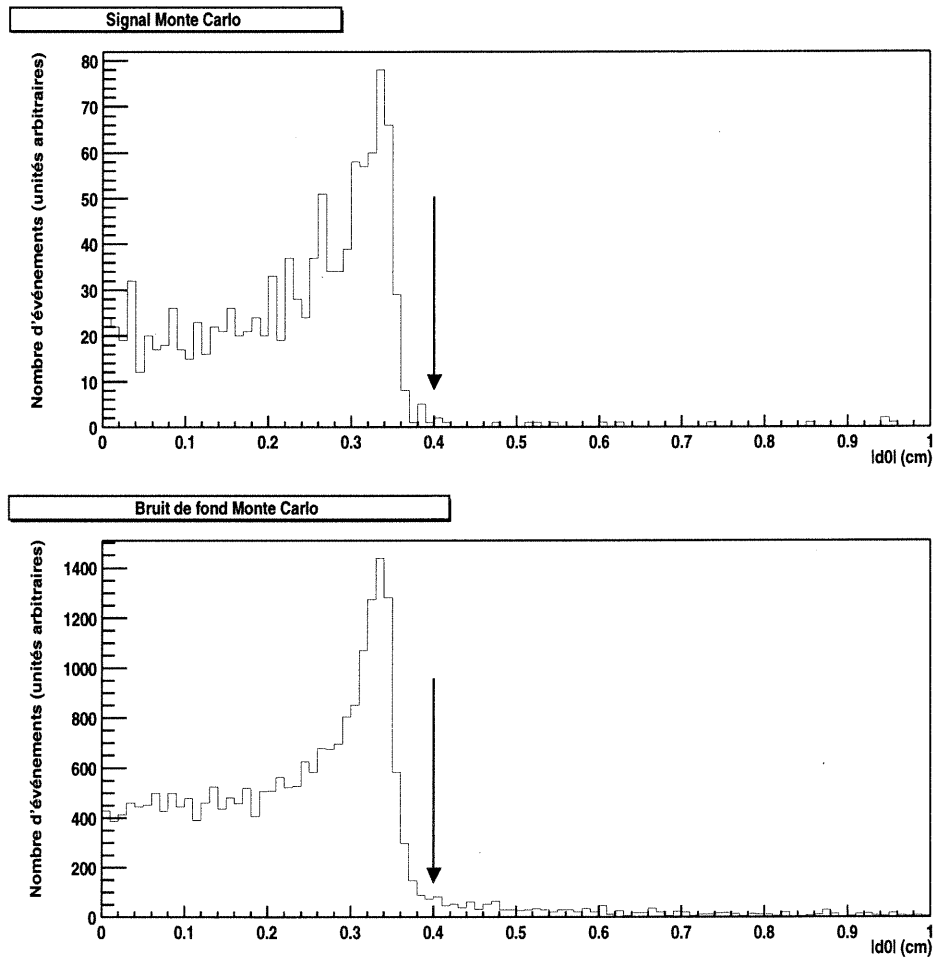 Signal Monte Carlo
Nombre d'événements (unités arbitraires)
80
70
60
50
40
30
20
10
0
0 0.1 0.2 0.3 0.4 0.5 0.6 0.7 0.8 0.9 1
|d0| (cm)
Bruit de fond Monte Carlo
Nombre d'événements (unités arbitraires)
1400
1200
1000
800
600
400
200
0
0 0.1 0.2 0.3 0.4 0.5 0.6 0.7 0.8 0.9 1
|d0| (cm)